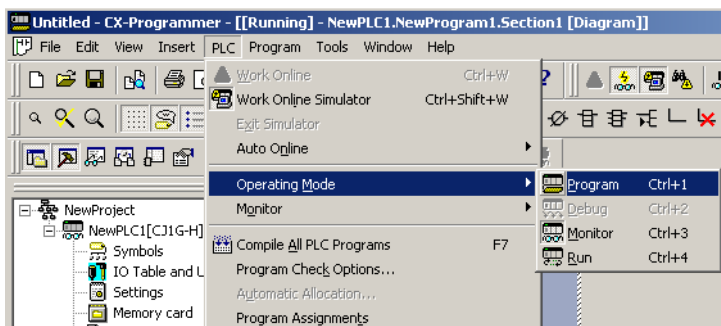 Untitled - CX-Programmer - [[Running] - NewPLC1.NewProgram1.Section1 [Diagram]]
File Edit View Insert PLC Program Tools Window Help
Work Online Ctrl+W
Work Online Simulator Ctrl+Shift+W
Exit Simulator
Auto Online
Operating Mode
Program Ctrl+1
NewProject
Monitor
Debug Ctrl+2
NewPLC1[CJ1G-H]
Monitor Ctrl+3
Symbols
Compile All PLC Programs F7
Run Ctrl+4
IO Table and U
Program Check Options...
Settings
Automatic Allocation...
Memory card
Program Assignments